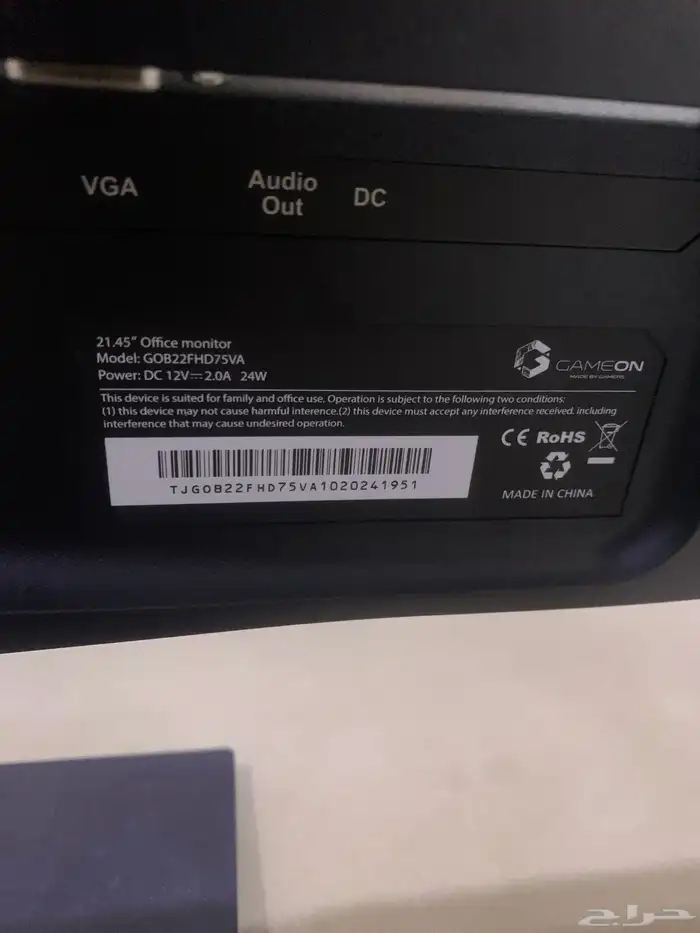 VGA
Audio
Out
DC
21.45" Office monitor
Model: GOB22FHD75VA
Power: DC 12V⎓2.0A 24W
GAMEON
MADE BY GAMERS
This device is suited for family and office use. Operation is subject to the following two conditions:
(1) this device may not cause harmful inference.(2) this device must accept any interference received, including
interference that may cause undesired operation.
CE RoHS
TJGOB22FHD75VA1020241951
MADE IN CHINA
حراج